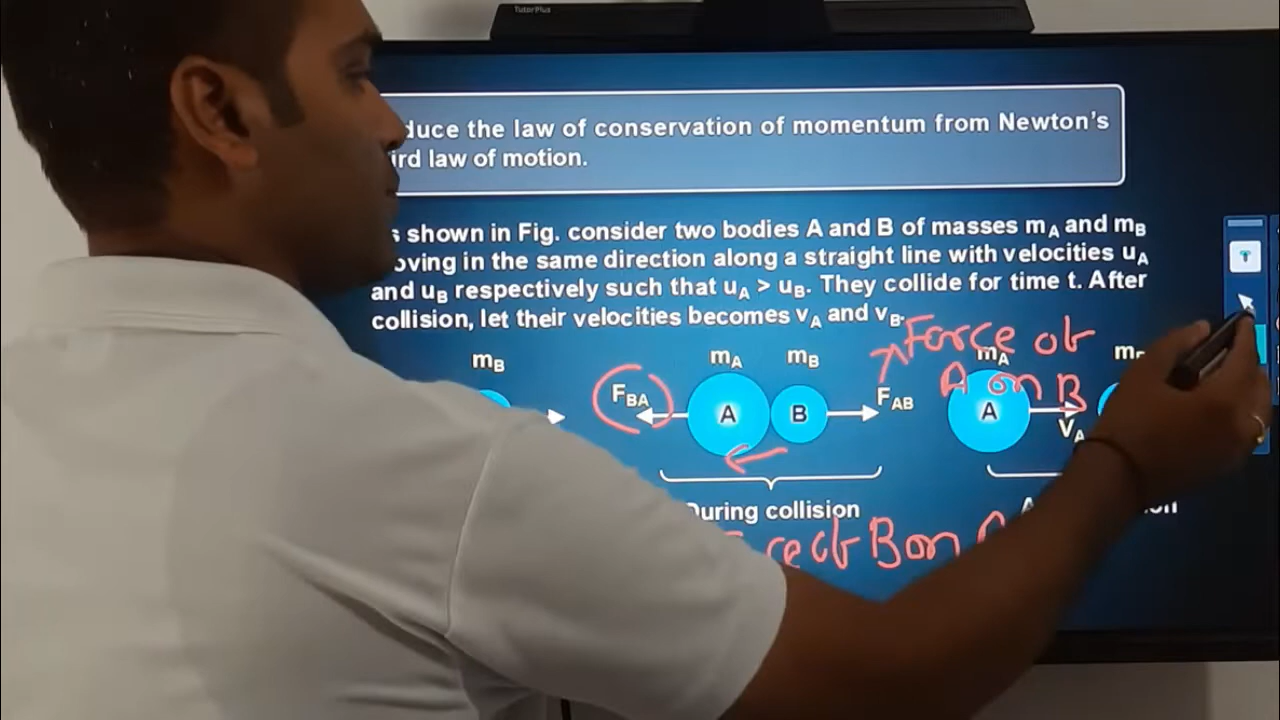 TutorPlus
duce the law of conservation of momentum from Newton's
ird law of motion.
s shown in Fig. consider two bodies A and B of masses mA and mB
oving in the same direction along a straight line with velocities uA
and uB respectively such that uA > uB. They collide for time t. After
collision, let their velocities becomes vA and vB.
Force of
A on B
mB mA mB mA
FBA A B FAB A VA
During collision
B on